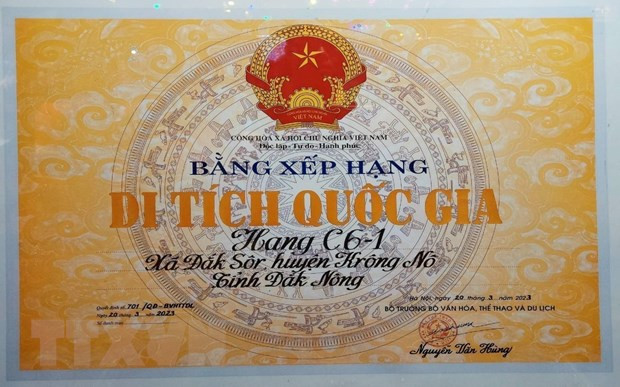 VIỆT NAM
CỘNG HÒA XÃ HỘI CHỦ NGHĨA VIỆT NAM
Độc lập - Tự do - Hạnh phúc
BẰNG XẾP HẠNG
DI TÍCH QUỐC GIA
Hang C6-1
Xã Đắk Sôr, huyện Krông Nô
Tỉnh Đắk Nông
Quyết định số 701 /QĐ-BVHTTDL
Ngày 20 tháng 3 năm 2023
Hà Nội, ngày 20 tháng 3 năm 2023
BỘ TRƯỞNG BỘ VĂN HÓA, THỂ THAO VÀ DU LỊCH
Nguyễn Văn Hùng